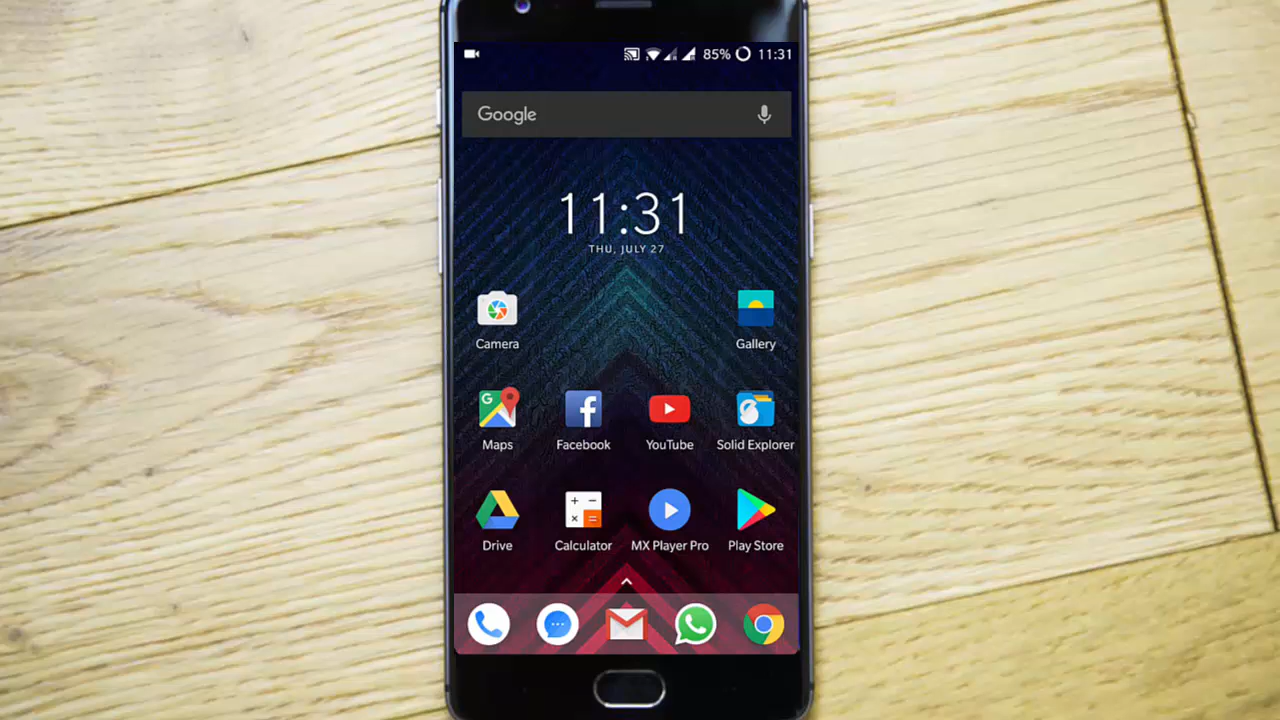 85% 11:31
Google
11:31
THU, JULY 27
Camera Gallery
G
Maps Facebook YouTube Solid Explorer
Drive Calculator MX Player Pro Play Store